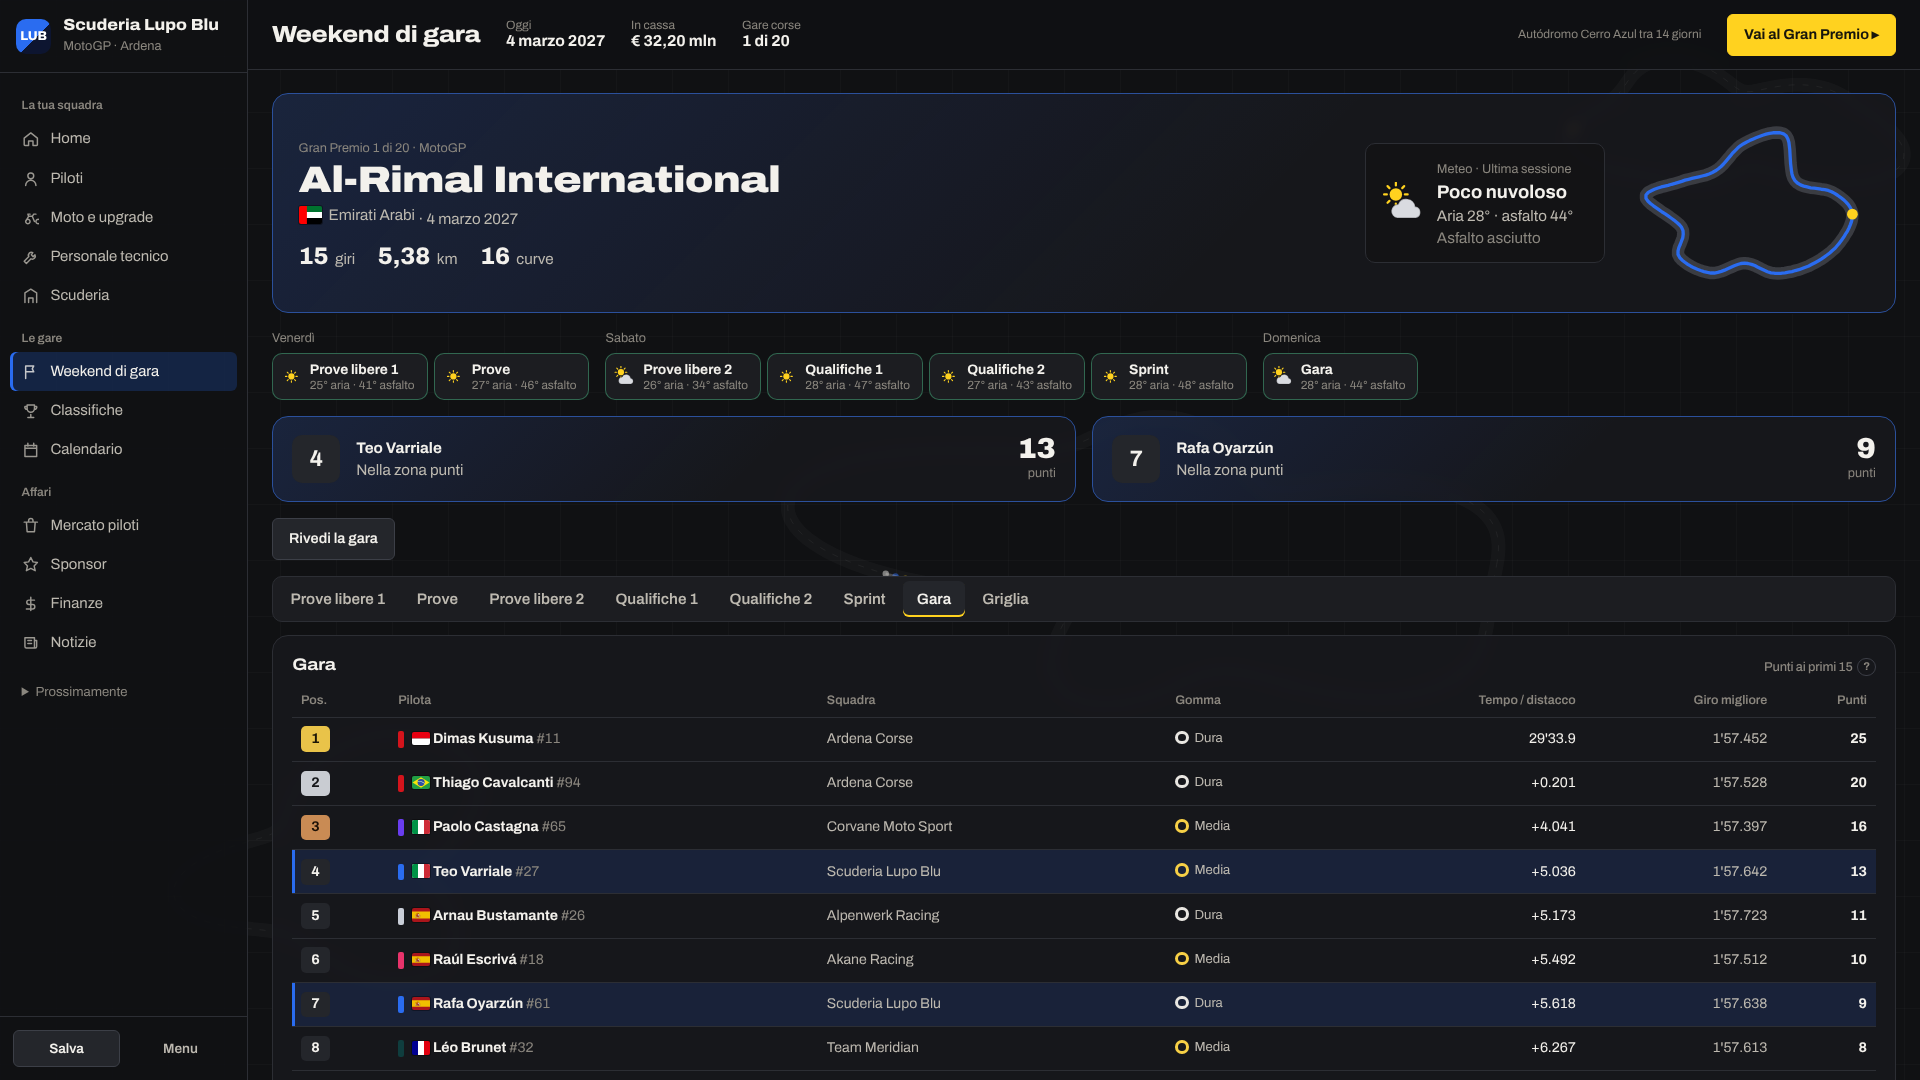 LUB
Scuderia Lupo Blu
MotoGP · Ardena
La tua squadra
Home
Piloti
Moto e upgrade
Personale tecnico
Scuderia
Le gare
Weekend di gara
Classifiche
Calendario
Affari
Mercato piloti
Sponsor
Finanze
Notizie
Prossimamente
Salva
Menu
Weekend di gara
Oggi
4 marzo 2027
In cassa
€ 32,20 mln
Gare corse
1 di 20
Autódromo Cerro Azul tra 14 giorni
Vai al Gran Premio ▸
Gran Premio 1 di 20 · MotoGP
Al-Rimal International
Emirati Arabi · 4 marzo 2027
15 giri 5,38 km 16 curve
Meteo · Ultima sessione
Poco nuvoloso
Aria 28° · asfalto 44°
Asfalto asciutto
Venerdì
Prove libere 1
25° aria · 41° asfalto
Prove
27° aria · 46° asfalto
Sabato
Prove libere 2
26° aria · 34° asfalto
Qualifiche 1
28° aria · 47° asfalto
Qualifiche 2
27° aria · 43° asfalto
Sprint
28° aria · 48° asfalto
Domenica
Gara
28° aria · 44° asfalto
4
Teo Varriale
Nella zona punti
13
punti
7
Rafa Oyarzún
Nella zona punti
9
punti
Rivedi la gara
Prove libere 1 Prove Prove libere 2 Qualifiche 1 Qualifiche 2 Sprint Gara Griglia
Gara
Punti ai primi 15 ?
Pos. Pilota Squadra Gomma Tempo / distacco Giro migliore Punti
1 Dimas Kusuma #11 Ardena Corse Dura 29'33.9 1'57.452 25
2 Thiago Cavalcanti #94 Ardena Corse Dura +0.201 1'57.528 20
3 Paolo Castagna #65 Corvane Moto Sport Media +4.041 1'57.397 16
4 Teo Varriale #27 Scuderia Lupo Blu Media +5.036 1'57.642 13
5 Arnau Bustamante #26 Alpenwerk Racing Dura +5.173 1'57.723 11
6 Raúl Escrivá #18 Akane Racing Media +5.492 1'57.512 10
7 Rafa Oyarzún #61 Scuderia Lupo Blu Dura +5.618 1'57.638 9
8 Léo Brunet #32 Team Meridian Media +6.267 1'57.613 8